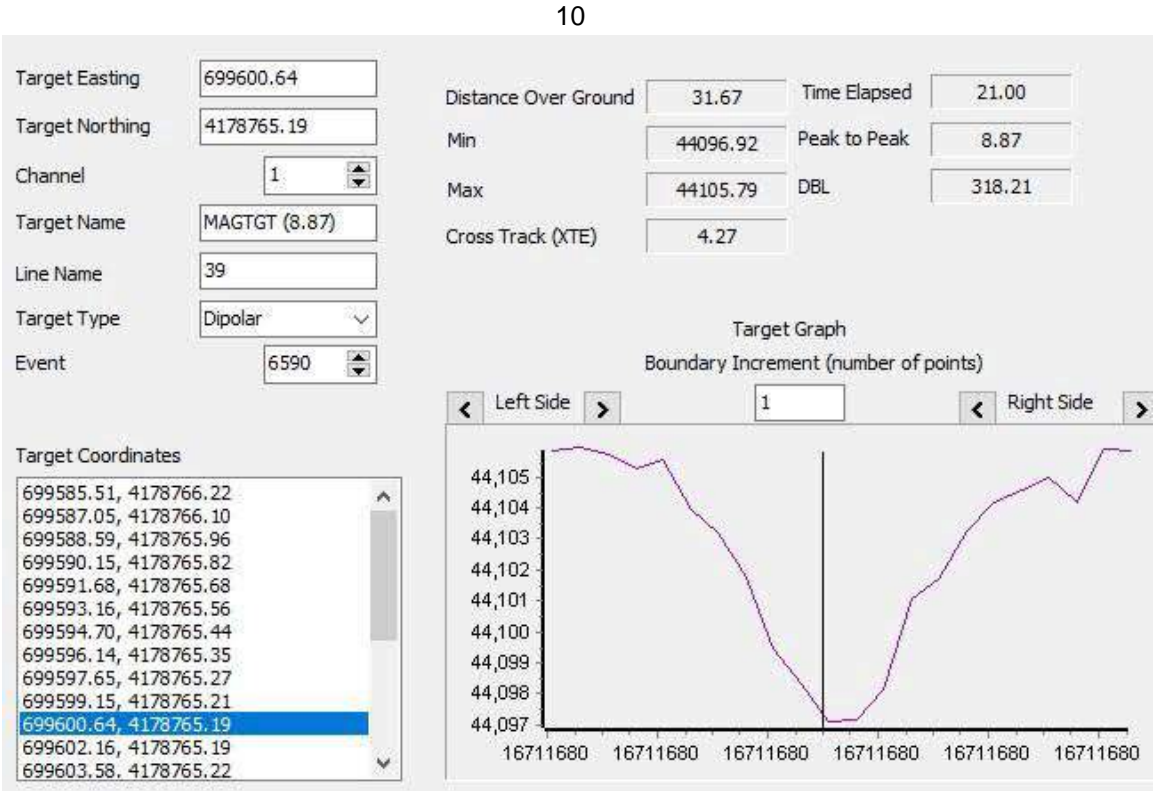 10
Target Easting 699600.64
Target Northing 4178765.19
Channel 1
Target Name MAGTGT (8.87)
Line Name 39
Target Type Dipolar
Event 6590
Distance Over Ground 31.67 Time Elapsed 21.00
Min 44096.92 Peak to Peak 8.87
Max 44105.79 DBL 318.21
Cross Track (XTE) 4.27
Target Graph
Boundary Increment (number of points)
< Left Side > 1 < Right Side >
Target Coordinates
699585.51, 4178766.22
699587.05, 4178766.10
699588.59, 4178765.96
699590.15, 4178765.82
699591.68, 4178765.68
699593.16, 4178765.56
699594.70, 4178765.44
699596.14, 4178765.35
699597.65, 4178765.27
699599.15, 4178765.21
699600.64, 4178765.19
699602.16, 4178765.19
699603.58. 4178765.22
44,105
44,104
44,103
44,102
44,101
44,100
44,099
44,098
44,097
16711680 16711680 16711680 16711680 16711680 16711680